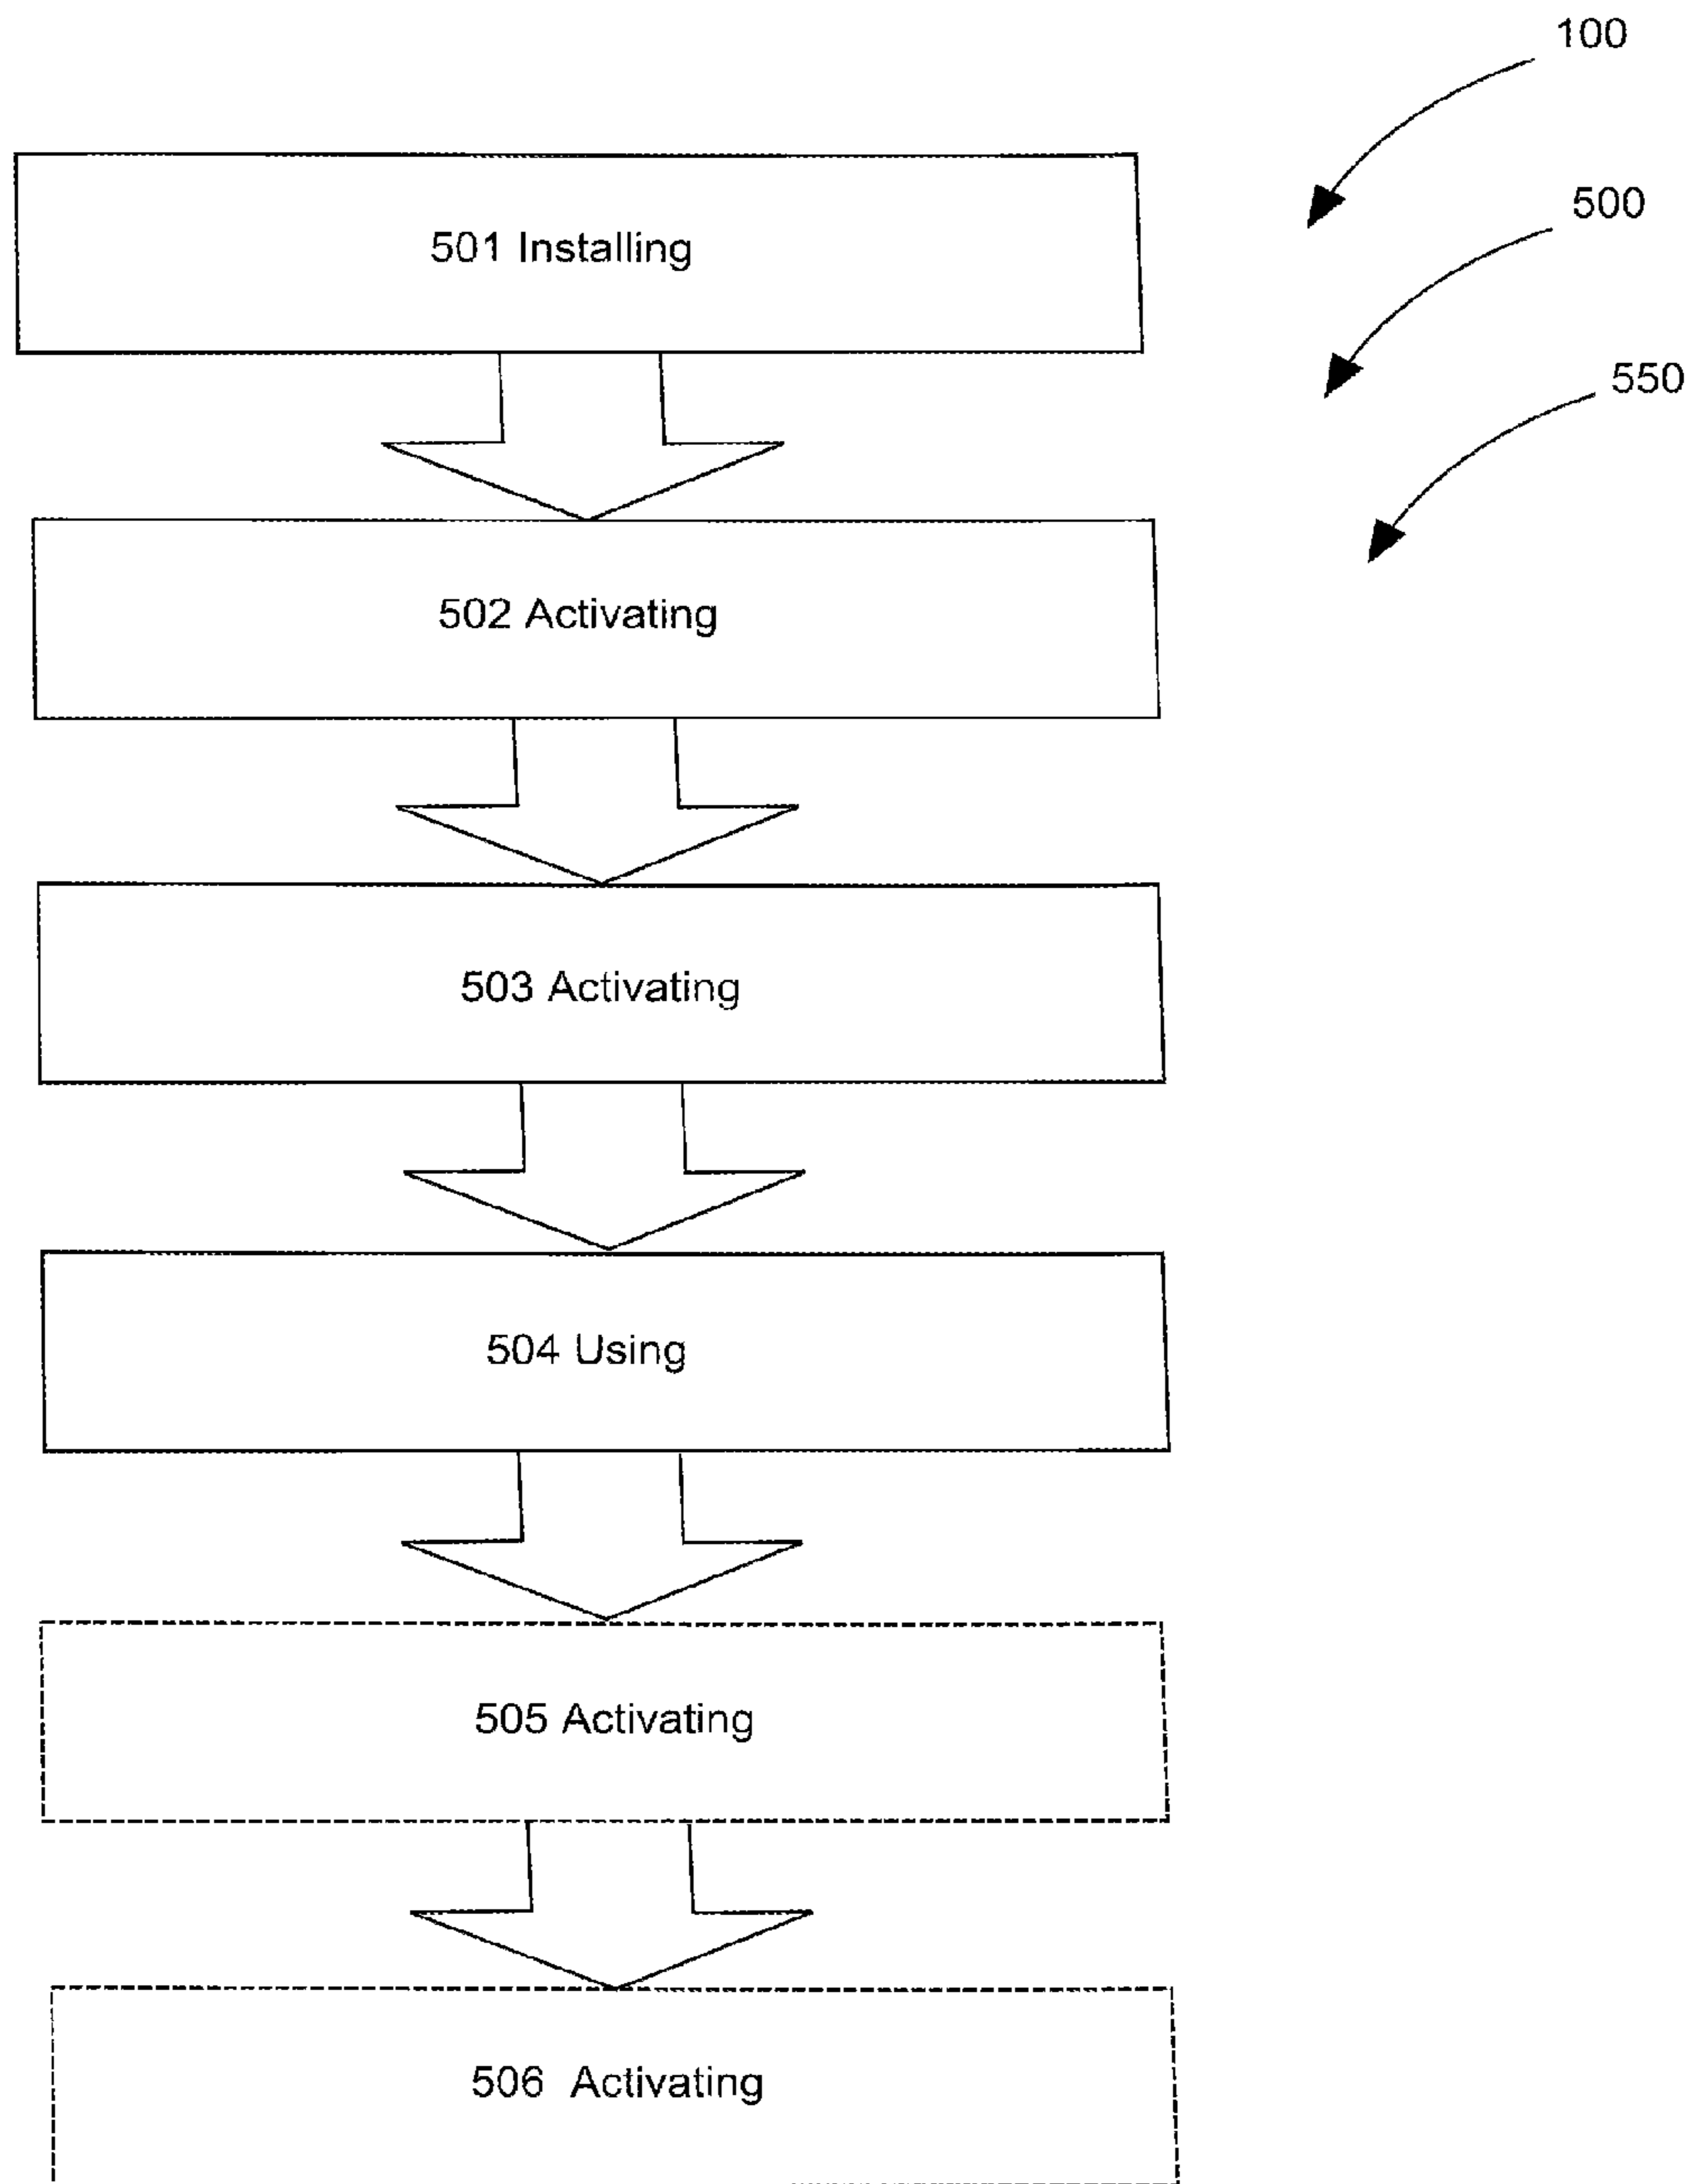 100
500
550
501 Installing
502 Activating
503 Activating
504 Using
505 Activating
506 Activating